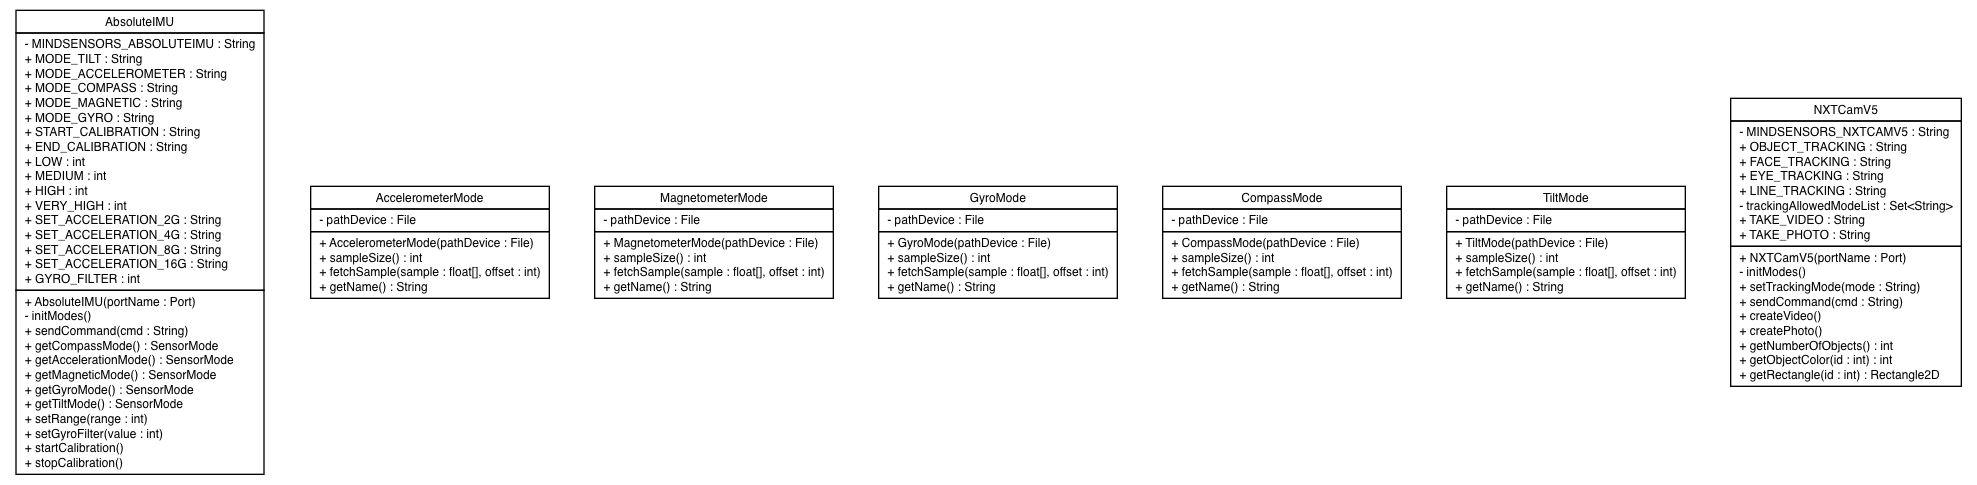 AbsoluteIMU
- MINDSENSORS_ABSOLUTEIMU : String
+ MODE_TILT : String
+ MODE_ACCELEROMETER : String
+ MODE_COMPASS : String
+ MODE_MAGNETIC : String
+ MODE_GYRO : String
+ START_CALIBRATION : String
+ END_CALIBRATION : String
+ LOW : int
+ MEDIUM : int
+ HIGH : int
+ VERY_HIGH : int
+ SET_ACCELERATION_2G : String
+ SET_ACCELERATION_4G : String
+ SET_ACCELERATION_8G : String
+ SET_ACCELERATION_16G : String
+ GYRO_FILTER : int
+ AbsoluteIMU(portName : Port)
- initModes()
+ sendCommand(cmd : String)
+ getCompassMode() : SensorMode
+ getAccelerationMode() : SensorMode
+ getMagneticMode() : SensorMode
+ getGyroMode() : SensorMode
+ getTiltMode() : SensorMode
+ setRange(range : int)
+ setGyroFilter(value : int)
+ startCalibration()
+ stopCalibration()
AccelerometerMode
- pathDevice : File
+ AccelerometerMode(pathDevice : File)
+ sampleSize() : int
+ fetchSample(sample : float[], offset : int)
+ getName() : String
MagnetometerMode
- pathDevice : File
+ MagnetometerMode(pathDevice : File)
+ sampleSize() : int
+ fetchSample(sample : float[], offset : int)
+ getName() : String
GyroMode
- pathDevice : File
+ GyroMode(pathDevice : File)
+ sampleSize() : int
+ fetchSample(sample : float[], offset : int)
+ getName() : String
CompassMode
- pathDevice : File
+ CompassMode(pathDevice : File)
+ sampleSize() : int
+ fetchSample(sample : float[], offset : int)
+ getName() : String
TiltMode
- pathDevice : File
+ TiltMode(pathDevice : File)
+ sampleSize() : int
+ fetchSample(sample : float[], offset : int)
+ getName() : String
NXTCamV5
- MINDSENSORS_NXTCAMV5 : String
+ OBJECT_TRACKING : String
+ FACE_TRACKING : String
+ EYE_TRACKING : String
+ LINE_TRACKING : String
- trackingAllowedModeList : Set<String>
+ TAKE_VIDEO : String
+ TAKE_PHOTO : String
+ NXTCamV5(portName : Port)
- initModes()
+ setTrackingMode(mode : String)
+ sendCommand(cmd : String)
+ createVideo()
+ createPhoto()
+ getNumberOfObjects() : int
+ getObjectColor(id : int) : int
+ getRectangle(id : int) : Rectangle2D